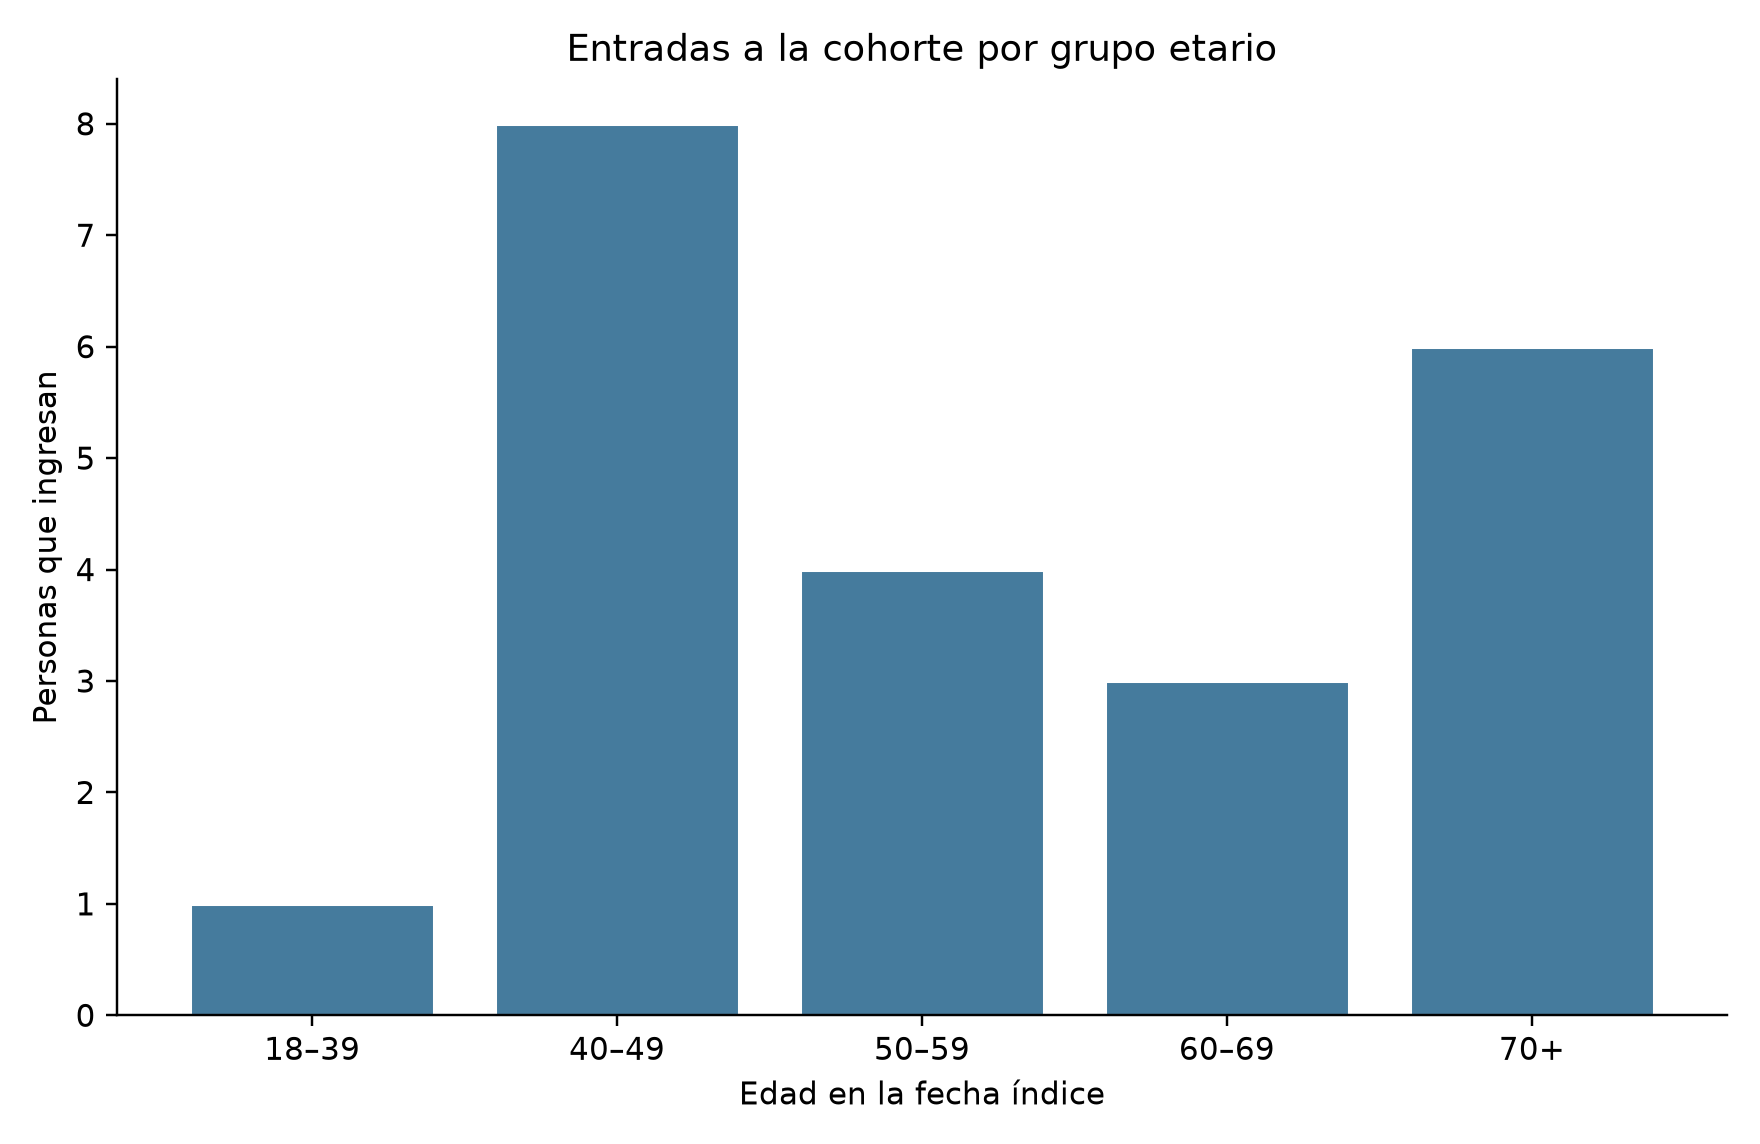 Entradas a la cohorte por grupo etario
Personas que ingresan
8
7
6
5
4
3
2
1
0
18–39 40–49 50–59 60–69 70+
Edad en la fecha índice